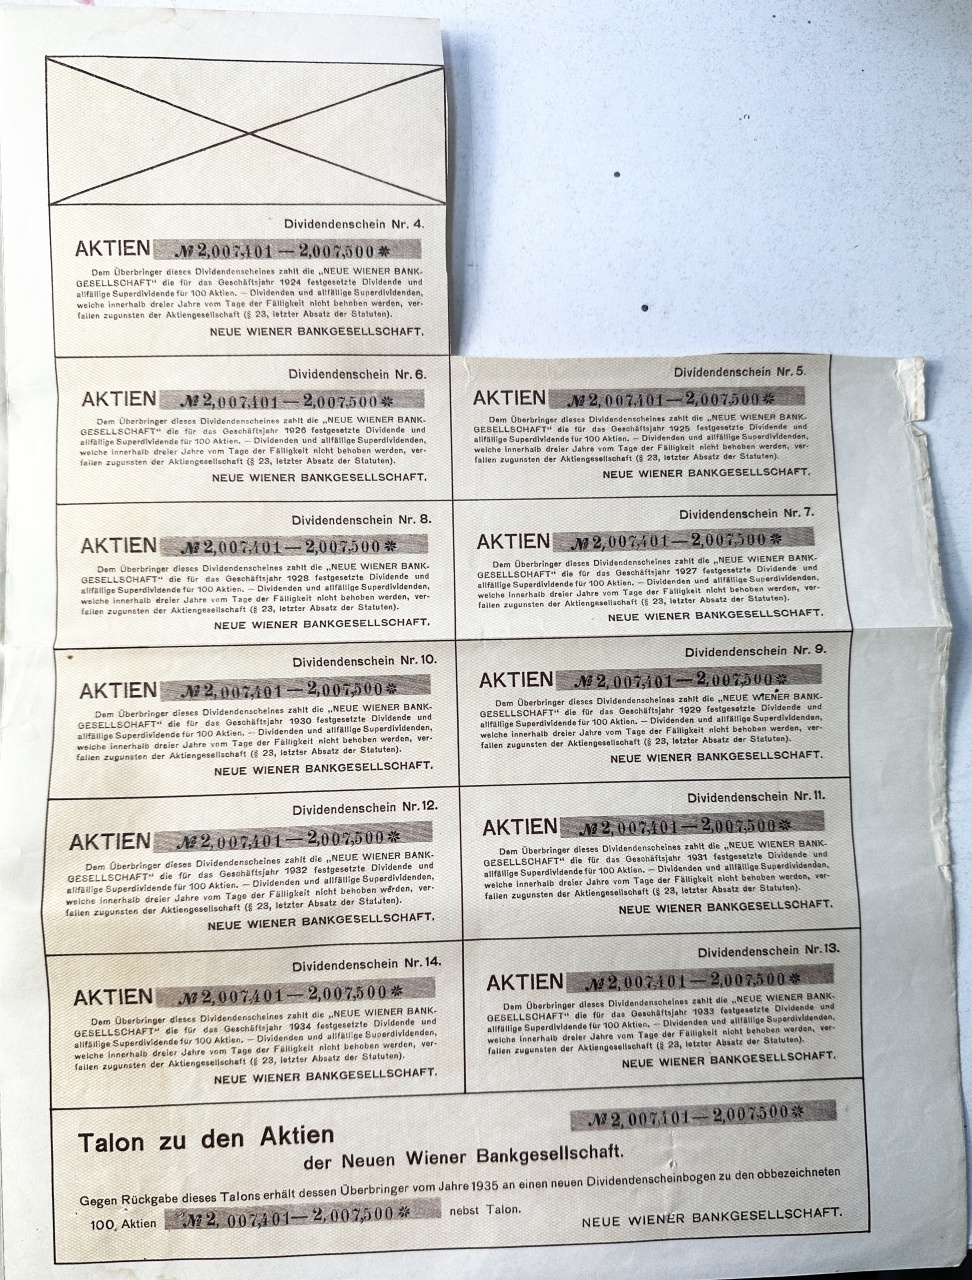 Dividendenschein Nr. 4.
AKTIEN № 2,007,401 — 2,007,500 ✻
Dem Überbringer dieses Dividendenscheines zahlt die „NEUE WIENER BANK-
GESELLSCHAFT“ die für das Geschäftsjahr 1924 festgesetzte Dividende und
allfällige Superdividende für 100 Aktien. — Dividenden und allfällige Superdividenden,
welche innerhalb dreier Jahre vom Tage der Fälligkeit nicht behoben werden, ver-
fallen zugunsten der Aktiengesellschaft (§ 23, letzter Absatz der Statuten).
NEUE WIENER BANKGESELLSCHAFT.
Dividendenschein Nr. 5.
AKTIEN № 2,007,401 — 2,007,500 ✻
Dem Überbringer dieses Dividendenscheines zahlt die „NEUE WIENER BANK-
GESELLSCHAFT“ die für das Geschäftsjahr 1925 festgesetzte Dividende und
allfällige Superdividende für 100 Aktien. — Dividenden und allfällige Superdividenden,
welche innerhalb dreier Jahre vom Tage der Fälligkeit nicht behoben werden, ver-
fallen zugunsten der Aktiengesellschaft (§ 23, letzter Absatz der Statuten).
NEUE WIENER BANKGESELLSCHAFT.
Dividendenschein Nr. 6.
AKTIEN № 2,007,401 — 2,007,500 ✻
Dem Überbringer dieses Dividendenscheines zahlt die „NEUE WIENER BANK-
GESELLSCHAFT“ die für das Geschäftsjahr 1926 festgesetzte Dividende und
allfällige Superdividende für 100 Aktien. — Dividenden und allfällige Superdividenden,
welche innerhalb dreier Jahre vom Tage der Fälligkeit nicht behoben werden, ver-
fallen zugunsten der Aktiengesellschaft (§ 23, letzter Absatz der Statuten).
NEUE WIENER BANKGESELLSCHAFT.
Dividendenschein Nr. 7.
AKTIEN № 2,007,401 — 2,007,500 ✻
Dem Überbringer dieses Dividendenscheines zahlt die „NEUE WIENER BANK-
GESELLSCHAFT“ die für das Geschäftsjahr 1927 festgesetzte Dividende und
allfällige Superdividende für 100 Aktien. — Dividenden und allfällige Superdividenden,
welche innerhalb dreier Jahre vom Tage der Fälligkeit nicht behoben werden, ver-
fallen zugunsten der Aktiengesellschaft (§ 23, letzter Absatz der Statuten).
NEUE WIENER BANKGESELLSCHAFT.
Dividendenschein Nr. 8.
AKTIEN № 2,007,401 — 2,007,500 ✻
Dem Überbringer dieses Dividendenscheines zahlt die „NEUE WIENER BANK-
GESELLSCHAFT“ die für das Geschäftsjahr 1928 festgesetzte Dividende und
allfällige Superdividende für 100 Aktien. — Dividenden und allfällige Superdividenden,
welche innerhalb dreier Jahre vom Tage der Fälligkeit nicht behoben werden, ver-
fallen zugunsten der Aktiengesellschaft (§ 23, letzter Absatz der Statuten).
NEUE WIENER BANKGESELLSCHAFT.
Dividendenschein Nr. 9.
AKTIEN № 2,007,401 — 2,007,500 ✻
Dem Überbringer dieses Dividendenscheines zahlt die „NEUE WIENER BANK-
GESELLSCHAFT“ die für das Geschäftsjahr 1929 festgesetzte Dividende und
allfällige Superdividende für 100 Aktien. — Dividenden und allfällige Superdividenden,
welche innerhalb dreier Jahre vom Tage der Fälligkeit nicht behoben werden, ver-
fallen zugunsten der Aktiengesellschaft (§ 23, letzter Absatz der Statuten).
NEUE WIENER BANKGESELLSCHAFT.
Dividendenschein Nr. 10.
AKTIEN № 2,007,401 — 2,007,500 ✻
Dem Überbringer dieses Dividendenscheines zahlt die „NEUE WIENER BANK-
GESELLSCHAFT“ die für das Geschäftsjahr 1930 festgesetzte Dividende und
allfällige Superdividende für 100 Aktien. — Dividenden und allfällige Superdividenden,
welche innerhalb dreier Jahre vom Tage der Fälligkeit nicht behoben werden, ver-
fallen zugunsten der Aktiengesellschaft (§ 23, letzter Absatz der Statuten).
NEUE WIENER BANKGESELLSCHAFT.
Dividendenschein Nr. 11.
AKTIEN № 2,007,401 — 2,007,500 ✻
Dem Überbringer dieses Dividendenscheines zahlt die „NEUE WIENER BANK-
GESELLSCHAFT“ die für das Geschäftsjahr 1931 festgesetzte Dividende und
allfällige Superdividende für 100 Aktien. — Dividenden und allfällige Superdividenden,
welche innerhalb dreier Jahre vom Tage der Fälligkeit nicht behoben werden, ver-
fallen zugunsten der Aktiengesellschaft (§ 23, letzter Absatz der Statuten).
NEUE WIENER BANKGESELLSCHAFT.
Dividendenschein Nr. 12.
AKTIEN № 2,007,401 — 2,007,500 ✻
Dem Überbringer dieses Dividendenscheines zahlt die „NEUE WIENER BANK-
GESELLSCHAFT“ die für das Geschäftsjahr 1932 festgesetzte Dividende und
allfällige Superdividende für 100 Aktien. — Dividenden und allfällige Superdividenden,
welche innerhalb dreier Jahre vom Tage der Fälligkeit nicht behoben werden, ver-
fallen zugunsten der Aktiengesellschaft (§ 23, letzter Absatz der Statuten).
NEUE WIENER BANKGESELLSCHAFT.
Dividendenschein Nr. 13.
AKTIEN № 2,007,401 — 2,007,500 ✻
Dem Überbringer dieses Dividendenscheines zahlt die „NEUE WIENER BANK-
GESELLSCHAFT“ die für das Geschäftsjahr 1933 festgesetzte Dividende und
allfällige Superdividende für 100 Aktien. — Dividenden und allfällige Superdividenden,
welche innerhalb dreier Jahre vom Tage der Fälligkeit nicht behoben werden, ver-
fallen zugunsten der Aktiengesellschaft (§ 23, letzter Absatz der Statuten).
NEUE WIENER BANKGESELLSCHAFT.
Dividendenschein Nr. 14.
AKTIEN № 2,007,401 — 2,007,500 ✻
Dem Überbringer dieses Dividendenscheines zahlt die „NEUE WIENER BANK-
GESELLSCHAFT“ die für das Geschäftsjahr 1934 festgesetzte Dividende und
allfällige Superdividende für 100 Aktien. — Dividenden und allfällige Superdividenden,
welche innerhalb dreier Jahre vom Tage der Fälligkeit nicht behoben werden, ver-
fallen zugunsten der Aktiengesellschaft (§ 23, letzter Absatz der Statuten).
NEUE WIENER BANKGESELLSCHAFT.
№ 2,007,401 — 2,007,500 ✻
Talon zu den Aktien
der Neuen Wiener Bankgesellschaft.
Gegen Rückgabe dieses Talons erhält dessen Überbringer vom Jahre 1935 an einen neuen Dividendenscheinbogen zu den obbezeichneten
100, Aktien № 2,007,401 — 2,007,500 ✻ nebst Talon.
NEUE WIENER BANKGESELLSCHAFT.